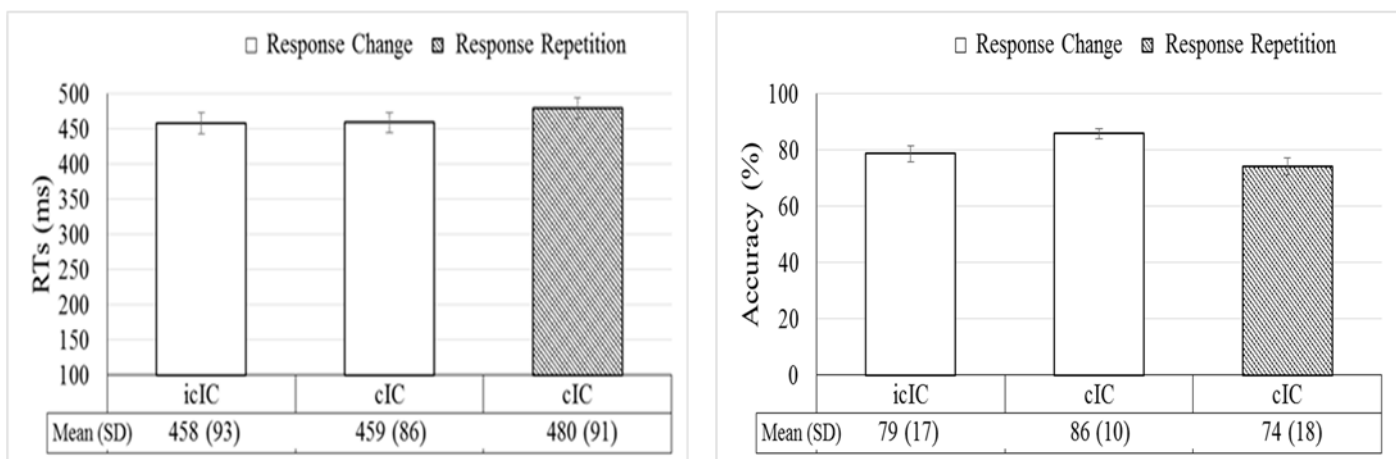 Response Change Response Repetition
500
450
400
350
300
250
200
150
100
RTs (ms)
icIC cIC cIC
Mean (SD) 458 (93) 459 (86) 480 (91)
Response Change Response Repetition
100
80
60
40
20
0
Accuracy (%)
icIC cIC cIC
Mean (SD) 79 (17) 86 (10) 74 (18)